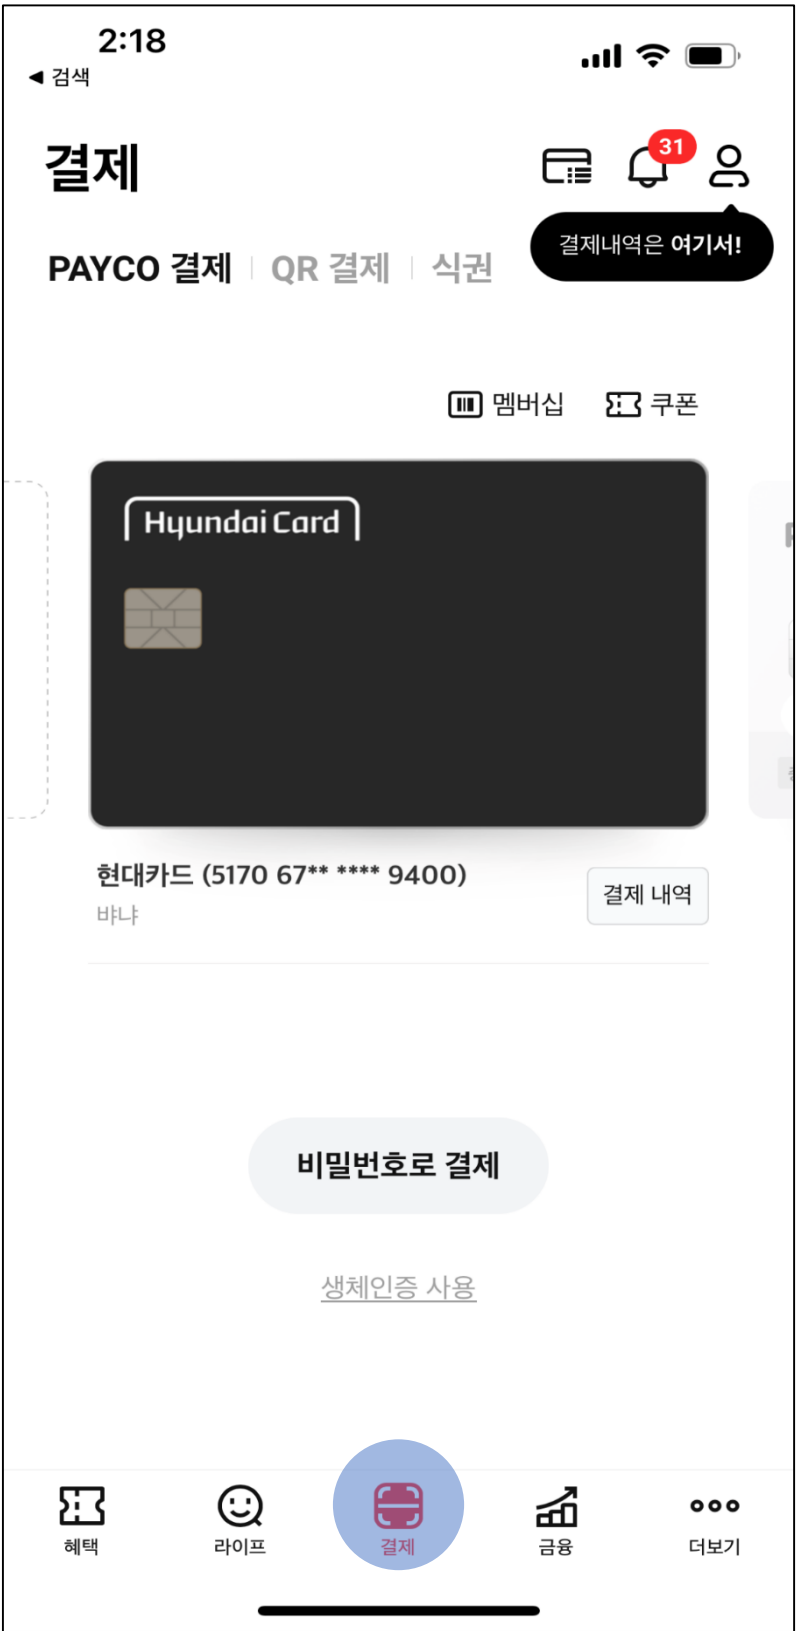 2:18
◀ 검색
결제
31
결제내역은 여기서!
PAYCO 결제 | QR 결제 | 식권
멤버십 쿠폰
Hyundai Card
현대카드 (5170 67** **** 9400)
뱌냐
결제 내역
비밀번호로 결제
생체인증 사용
혜택 라이프 결제 금융 더보기